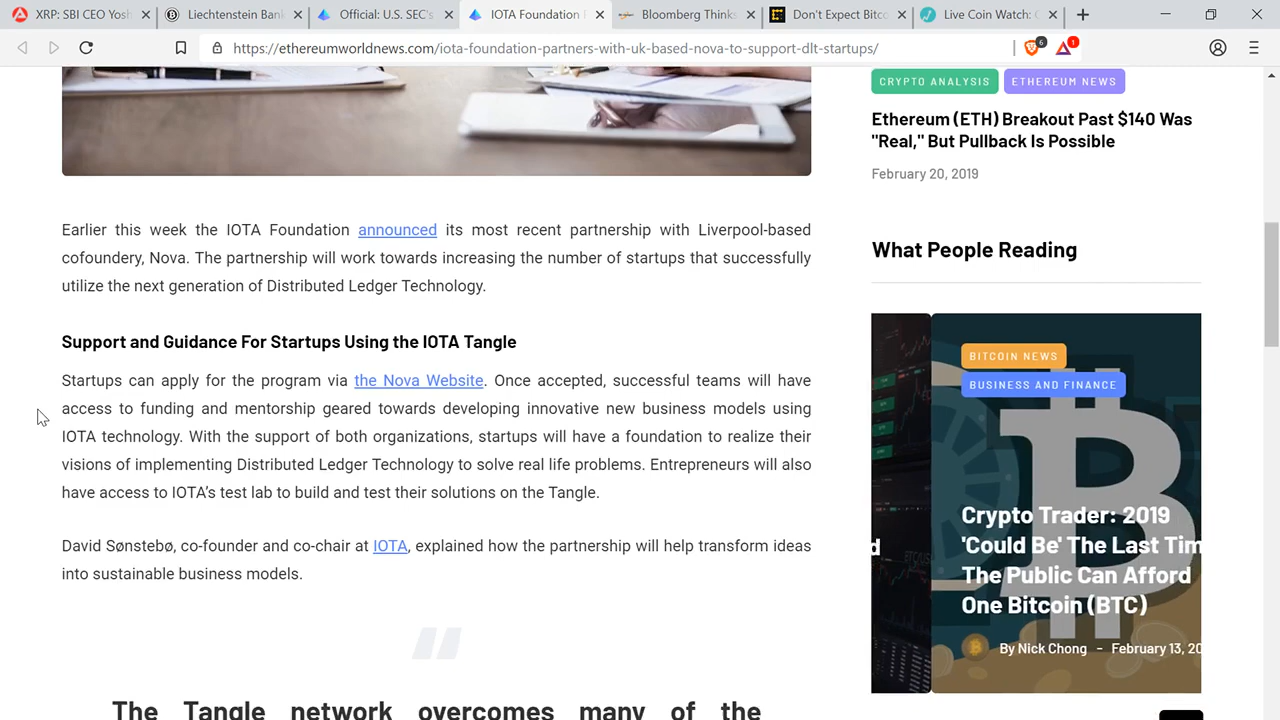 XRP: SBI CEO Yosh
Liechtenstein Bank
Official: U.S. SEC's
IOTA Foundation
Bloomberg Thinks
Don't Expect Bitco
Live Coin Watch:
https://ethereumworldnews.com/iota-foundation-partners-with-uk-based-nova-to-support-dlt-startups/
6
1
Earlier this week the IOTA Foundation announced its most recent partnership with Liverpool-based
cofoundery, Nova. The partnership will work towards increasing the number of startups that successfully
utilize the next generation of Distributed Ledger Technology.
Support and Guidance For Startups Using the IOTA Tangle
Startups can apply for the program via the Nova Website. Once accepted, successful teams will have
access to funding and mentorship geared towards developing innovative new business models using
IOTA technology. With the support of both organizations, startups will have a foundation to realize their
visions of implementing Distributed Ledger Technology to solve real life problems. Entrepreneurs will also
have access to IOTA’s test lab to build and test their solutions on the Tangle.
David Sønstebø, co-founder and co-chair at IOTA, explained how the partnership will help transform ideas
into sustainable business models.
The Tangle network overcomes many of the
CRYPTO ANALYSIS
ETHEREUM NEWS
Ethereum (ETH) Breakout Past $140 Was
"Real," But Pullback Is Possible
February 20, 2019
What People Reading
BITCOIN NEWS
BUSINESS AND FINANCE
Crypto Trader: 2019
'Could Be' The Last Tim
The Public Can Afford
One Bitcoin (BTC)
By Nick Chong - February 13, 20